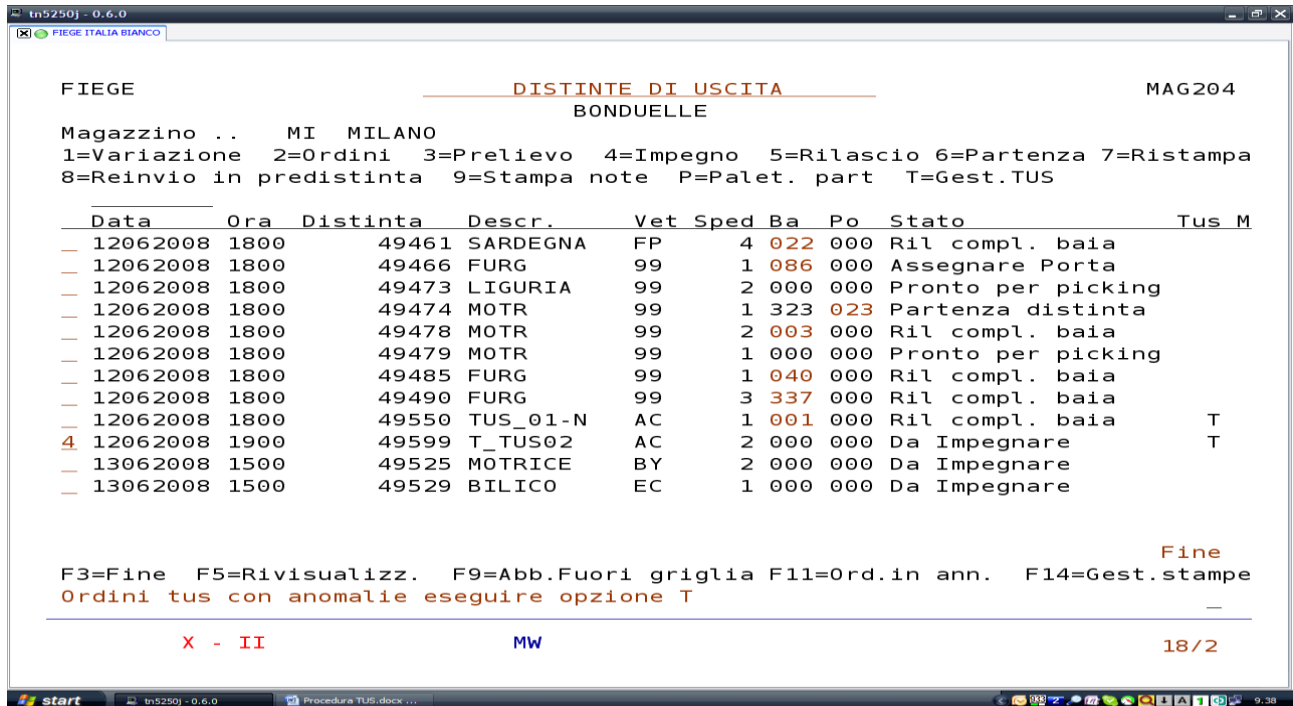 tn5250j - 0.6.0
FIEGE ITALIA BIANCO
FIEGE DISTINTE DI USCITA MAG204
BONDUELLE
Magazzino .. MI MILANO
1=Variazione 2=Ordini 3=Prelievo 4=Impegno 5=Rilascio 6=Partenza 7=Ristampa
8=Reinvio in predistinta 9=Stampa note P=Palet. part T=Gest.TUS
Data Ora Distinta Descr. Vet Sped Ba Po Stato Tus M
_ 12062008 1800 49461 SARDEGNA FP 4 022 000 Ril compl. baia
_ 12062008 1800 49466 FURG 99 1 086 000 Assegnare Porta
_ 12062008 1800 49473 LIGURIA 99 2 000 000 Pronto per picking
_ 12062008 1800 49474 MOTR 99 1 323 023 Partenza distinta
_ 12062008 1800 49478 MOTR 99 2 003 000 Ril compl. baia
_ 12062008 1800 49479 MOTR 99 1 000 000 Pronto per picking
_ 12062008 1800 49485 FURG 99 1 040 000 Ril compl. baia
_ 12062008 1800 49490 FURG 99 3 337 000 Ril compl. baia
_ 12062008 1800 49550 TUS_01-N AC 1 001 000 Ril compl. baia T
4 12062008 1900 49599 T_TUS02 AC 2 000 000 Da Impegnare T
_ 13062008 1500 49525 MOTRICE BY 2 000 000 Da Impegnare
_ 13062008 1500 49529 BILICO EC 1 000 000 Da Impegnare
Fine
F3=Fine F5=Rivisualizz. F9=Abb.Fuori griglia F11=Ord.in ann. F14=Gest.stampe
Ordini tus con anomalie eseguire opzione T
X - II MW 18/2
start tn5250j - 0.6.0 Procedura TUS.docx ... 9.38